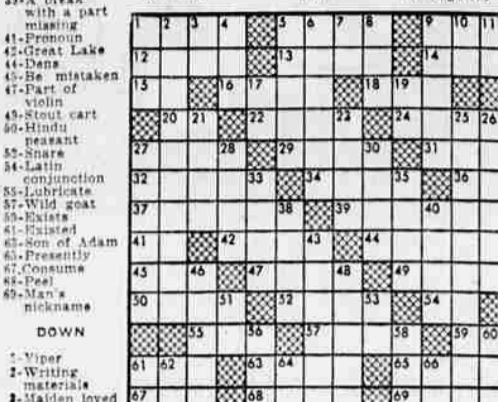 with a part
missing
41-Pronoun
42-Great Lake
44-Dens
45-Be mistaken
47-Part of
violin
49-Stout cart
50-Hindu
peasant
52-Snare
54-Latin
conjunction
55-Lubricate
57-Wild goat
59-Exists
61-Existed
63-Son of Adam
65-Presently
67-Consume
68-Peel
69-Man's
nickname
DOWN
1-Viper
2-Writing
materials
3-Maiden loved
1 2 3 4 5 6 7 8 9 10 11
12 13 14
15 16 17 18 19
20 21 22 23 24 25 26
27 28 29 30 31
32 33 34 35 36
37 38 39 40
41 42 43 44
45 46 47 48 49
50 51 52 53 54
55 56 57 58 59 60
61 62 63 64 65 66
67 68 69